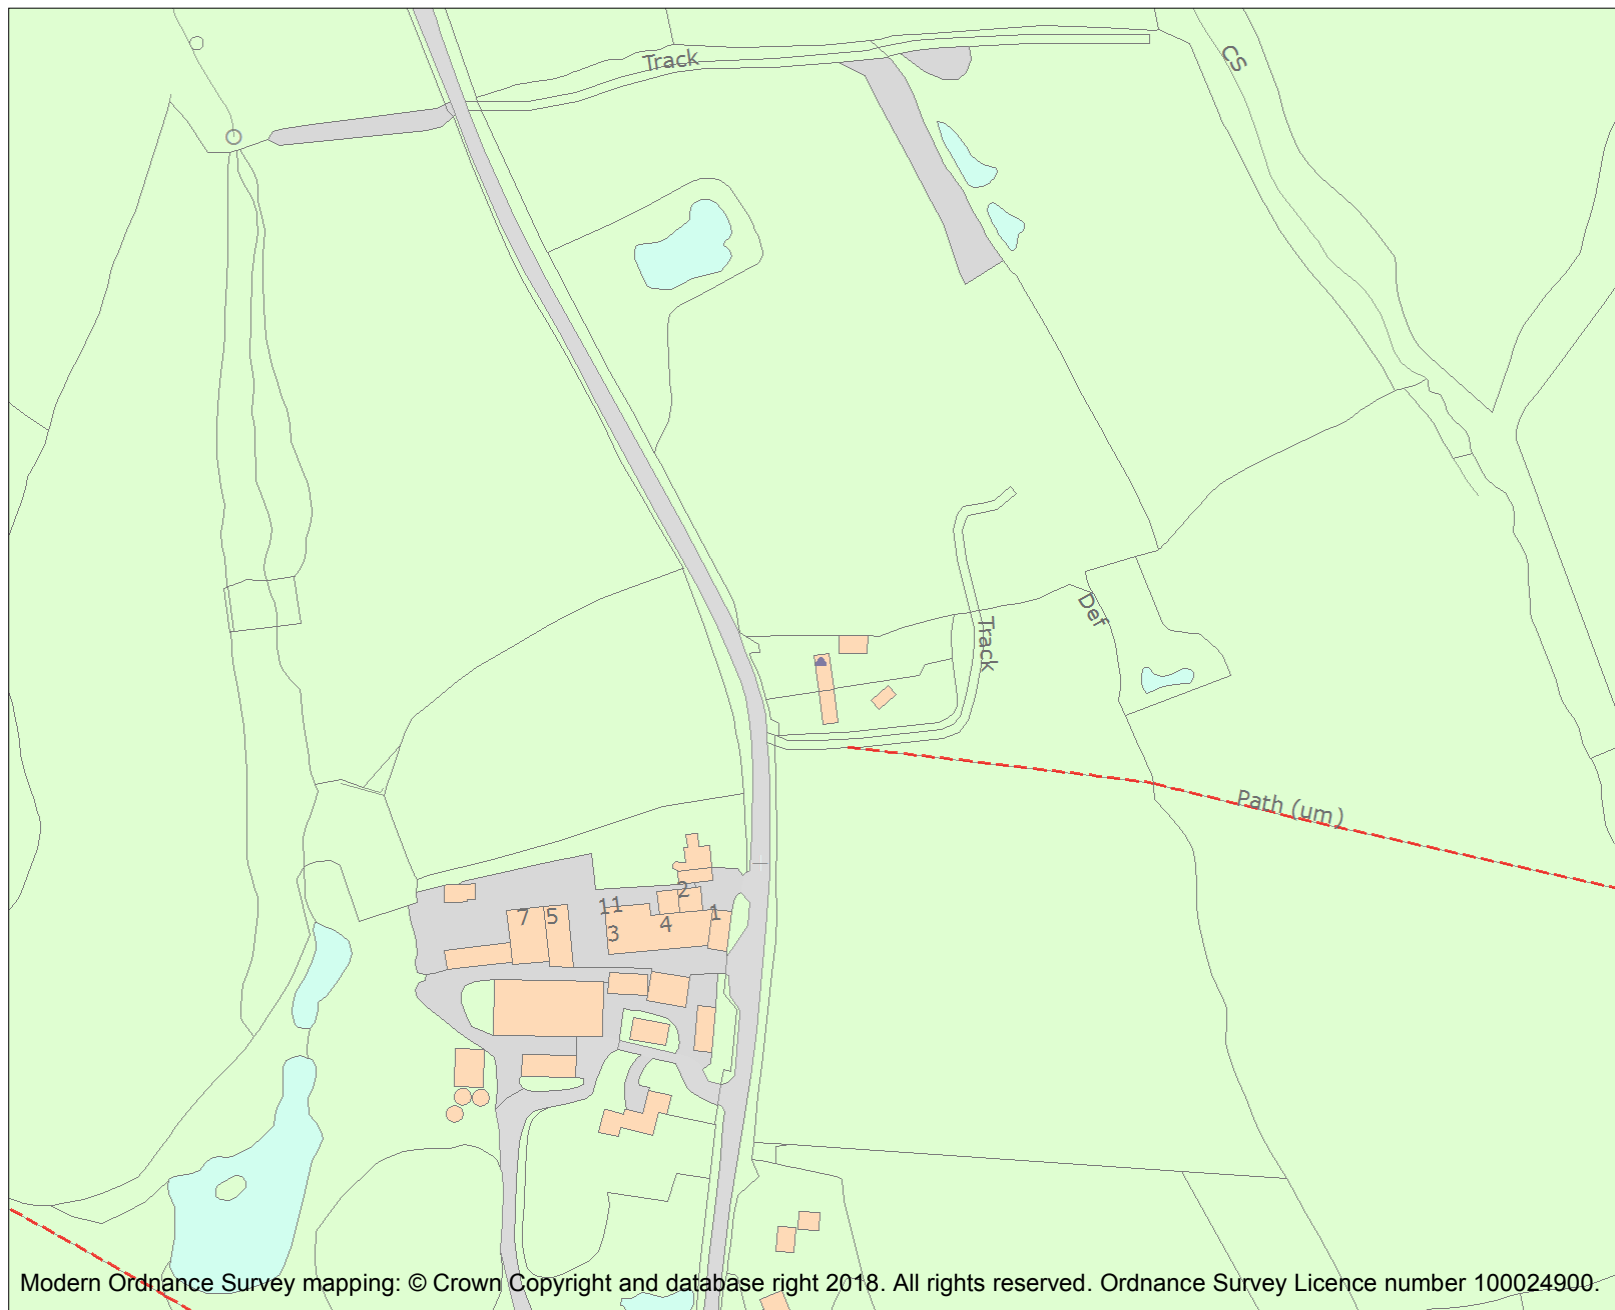 CS
Track
Def
Track
Path (um)
2
11
7
5
1
4
3
Modern Ordnance Survey mapping: © Crown Copyright and database right 2018. All rights reserved. Ordnance Survey Licence number 100024900.